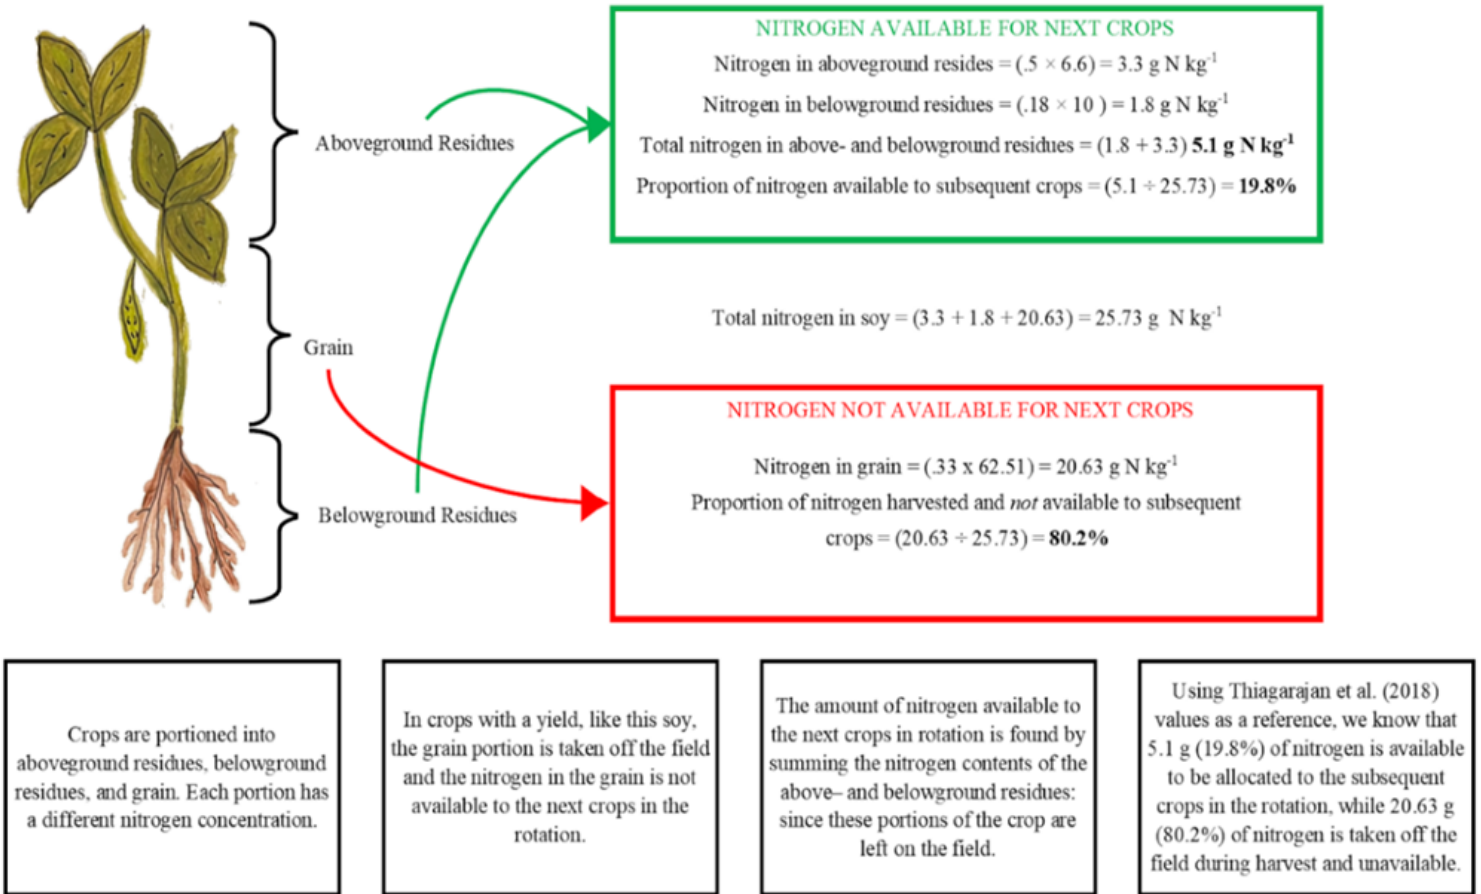 NITROGEN AVAILABLE FOR NEXT CROPS
Nitrogen in aboveground resides = (.5 × 6.6) = 3.3 g N kg⁻¹
Nitrogen in belowground residues = (.18 × 10 ) = 1.8 g N kg⁻¹
Total nitrogen in above- and belowground residues = (1.8 + 3.3) 5.1 g N kg⁻¹
Proportion of nitrogen available to subsequent crops = (5.1 ÷ 25.73) = 19.8%
Aboveground Residues
Total nitrogen in soy = (3.3 + 1.8 + 20.63) = 25.73 g N kg⁻¹
Grain
NITROGEN NOT AVAILABLE FOR NEXT CROPS
Nitrogen in grain = (.33 x 62.51) = 20.63 g N kg⁻¹
Proportion of nitrogen harvested and not available to subsequent
crops = (20.63 ÷ 25.73) = 80.2%
Belowground Residues
Crops are portioned into
aboveground residues, belowground
residues, and grain. Each portion has
a different nitrogen concentration.
In crops with a yield, like this soy,
the grain portion is taken off the field
and the nitrogen in the grain is not
available to the next crops in the
rotation.
The amount of nitrogen available to
the next crops in rotation is found by
summing the nitrogen contents of the
above– and belowground residues:
since these portions of the crop are
left on the field.
Using Thiagarajan et al. (2018)
values as a reference, we know that
5.1 g (19.8%) of nitrogen is available
to be allocated to the subsequent
crops in the rotation, while 20.63 g
(80.2%) of nitrogen is taken off the
field during harvest and unavailable.